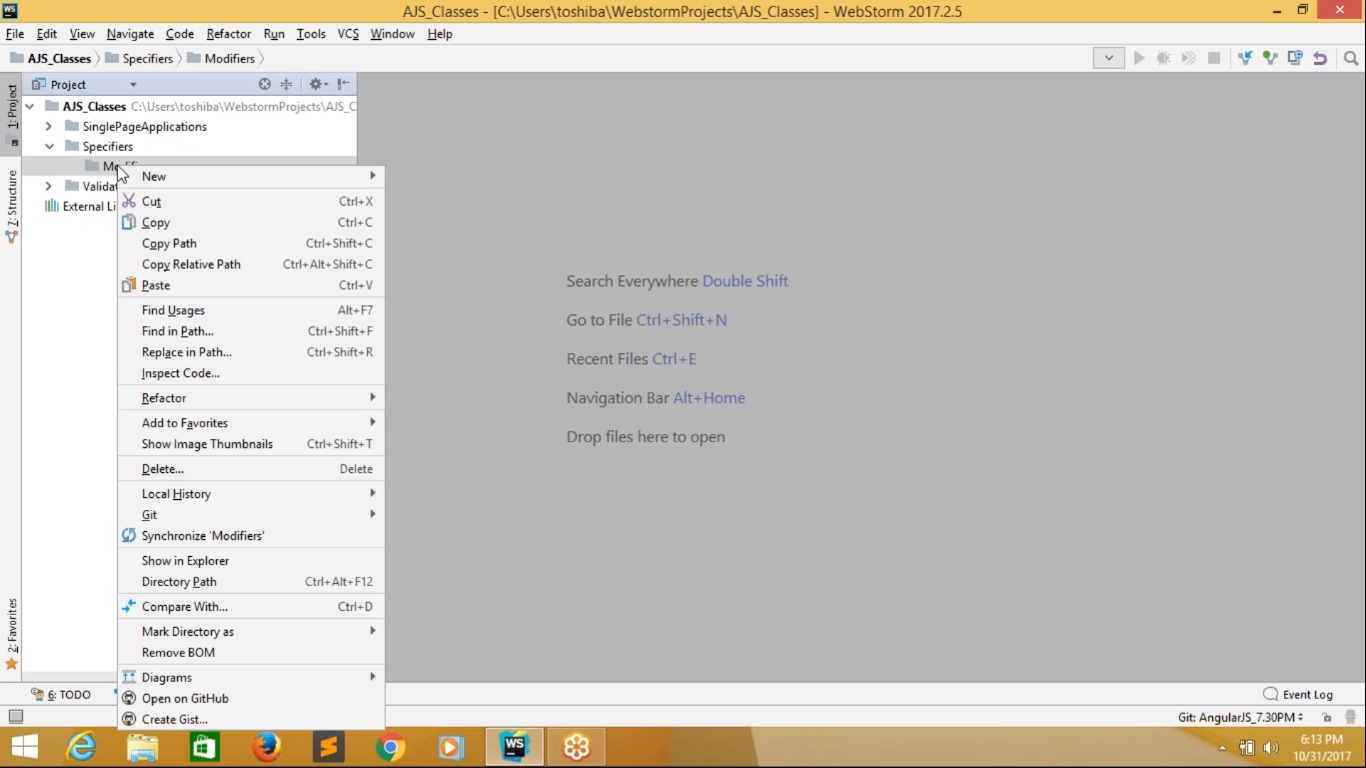 WS
AJS_Classes - [C:\Users\toshiba\WebstormProjects\AJS_Classes] - WebStorm 2017.2.5
File Edit View Navigate Code Refactor Run Tools VCS Window Help
AJS_Classes Specifiers Modifiers
1: Project
Project
AJS_Classes C:\Users\toshiba\WebstormProjects\AJS_C
SinglePageApplications
Specifiers
Z: Structure
Validat
External Li
New
Cut Ctrl+X
Copy Ctrl+C
Copy Path Ctrl+Shift+C
Copy Relative Path Ctrl+Alt+Shift+C
Paste Ctrl+V
Find Usages Alt+F7
Find in Path... Ctrl+Shift+F
Replace in Path... Ctrl+Shift+R
Inspect Code...
Refactor
Add to Favorites
Show Image Thumbnails Ctrl+Shift+T
Delete... Delete
Local History
Git
Synchronize 'Modifiers'
Show in Explorer
Directory Path Ctrl+Alt+F12
Compare With... Ctrl+D
Mark Directory as
Remove BOM
Diagrams
Open on GitHub
Create Gist...
Search Everywhere Double Shift
Go to File Ctrl+Shift+N
Recent Files Ctrl+E
Navigation Bar Alt+Home
Drop files here to open
2: Favorites
6: TODO
Event Log
Git: AngularJS_7.30PM
WS
6:13 PM
10/31/2017